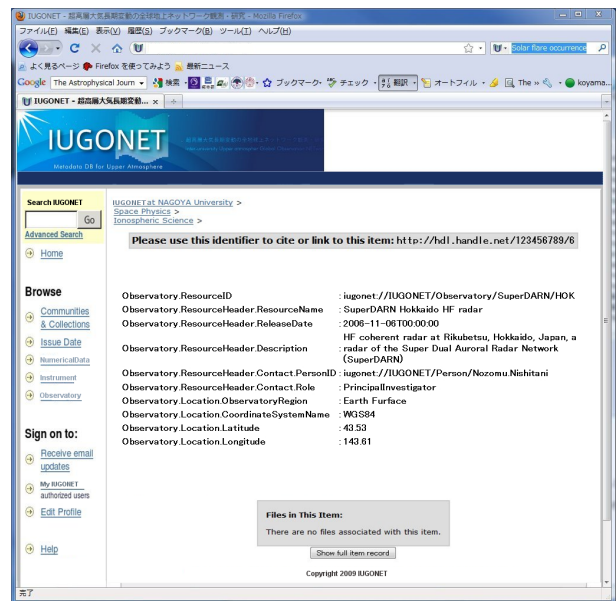 IUGONET - 超高層大気長期変動の全球地上ネットワーク観測・研究 - Mozilla Firefox
ファイル(F) 編集(E) 表示(V) 履歴(S) ブックマーク(B) ツール(T) ヘルプ(H)
Solar flare occurrence
よく見るページ Firefox を使ってみよう 最新ニュース
Google The Astrophysical Journ 検索 ブックマーク チェック 翻訳 オートフィル The » koyama...
IUGONET - 超高層大気長期変動... x
IUGONET
Metadata DB for Upper Atmosphere
Search IUGONET
Go
Advanced Search
Home
Browse
Communities
& Collections
Issue Date
NumericalData
Instrument
Observatory
Sign on to:
Receive email
updates
My IUGONET
authorized users
Edit Profile
Help
IUGONET at NAGOYA University >
Space Physics >
Ionospheric Science >
Please use this identifier to cite or link to this item: http://hdl.handle.net/123456789/6
Observatory.ResourceID : iugonet://IUGONET/Observatory/SuperDARN/HOK
Observatory.ResourceHeader.ResourceName : SuperDARN Hokkaido HF radar
Observatory.ResourceHeader.ReleaseDate : 2006-11-06T00:00:00
HF coherent radar at Rikubetsu, Hokkaido, Japan, a
Observatory.ResourceHeader.Description : radar of the Super Dual Auroral Radar Network
(SuperDARN)
Observatory.ResourceHeader.Contact.PersonID : iugonet://IUGONET/Person/Nozomu.Nishitani
Observatory.ResourceHeader.Contact.Role : PrincipalInvestigator
Observatory.Location.ObservatoryRegion : Earth Furface
Observatory.Location.CoordinateSystemName : WGS84
Observatory.Location.Latitude : 43.53
Observatory.Location.Longitude : 143.61
Files in This Item:
There are no files associated with this item.
Show full item record
Copyright 2009 IUGONET
完了